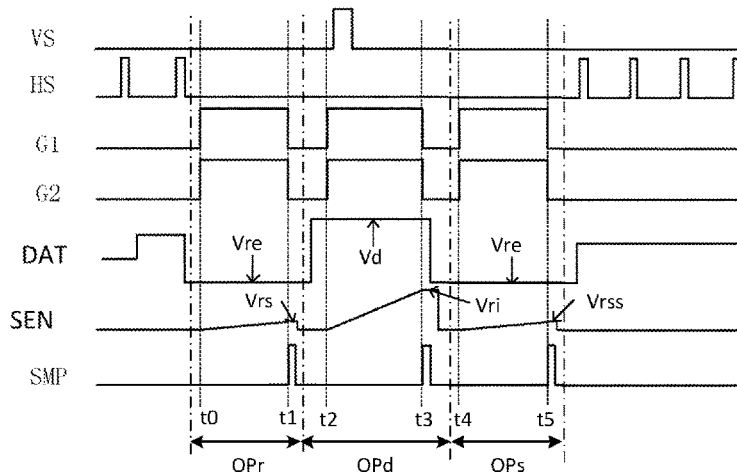 VS
HS
G1
G2
DAT Vre Vd Vre
SEN Vrs Vri Vrss
SMP
t0 t1 t2 t3 t4 t5
OPr OPd OPs